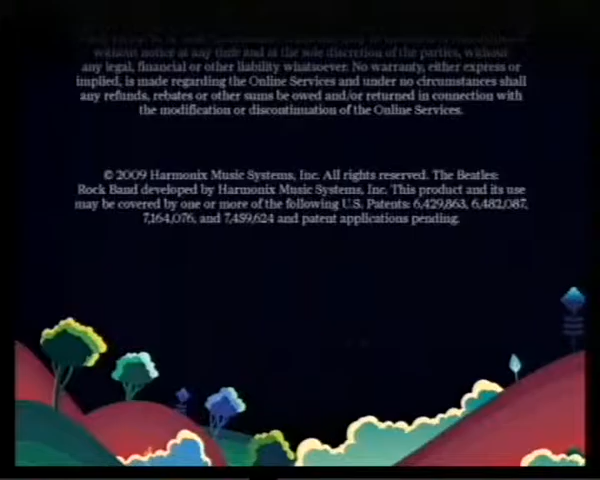 without notice at any time and at the sole discretion of the parties, without
any legal, financial or other liability whatsoever. No warranty, either express or
implied, is made regarding the Online Services and under no circumstances shall
any refunds, rebates or other sums be owed and/or returned in connection with
the modification or discontinuation of the Online Services.
© 2009 Harmonix Music Systems, Inc. All rights reserved. The Beatles:
Rock Band developed by Harmonix Music Systems, Inc. This product and its use
may be covered by one or more of the following U.S. Patents: 6,429,863, 6,482,087,
7,164,076, and 7,459,624 and patent applications pending.